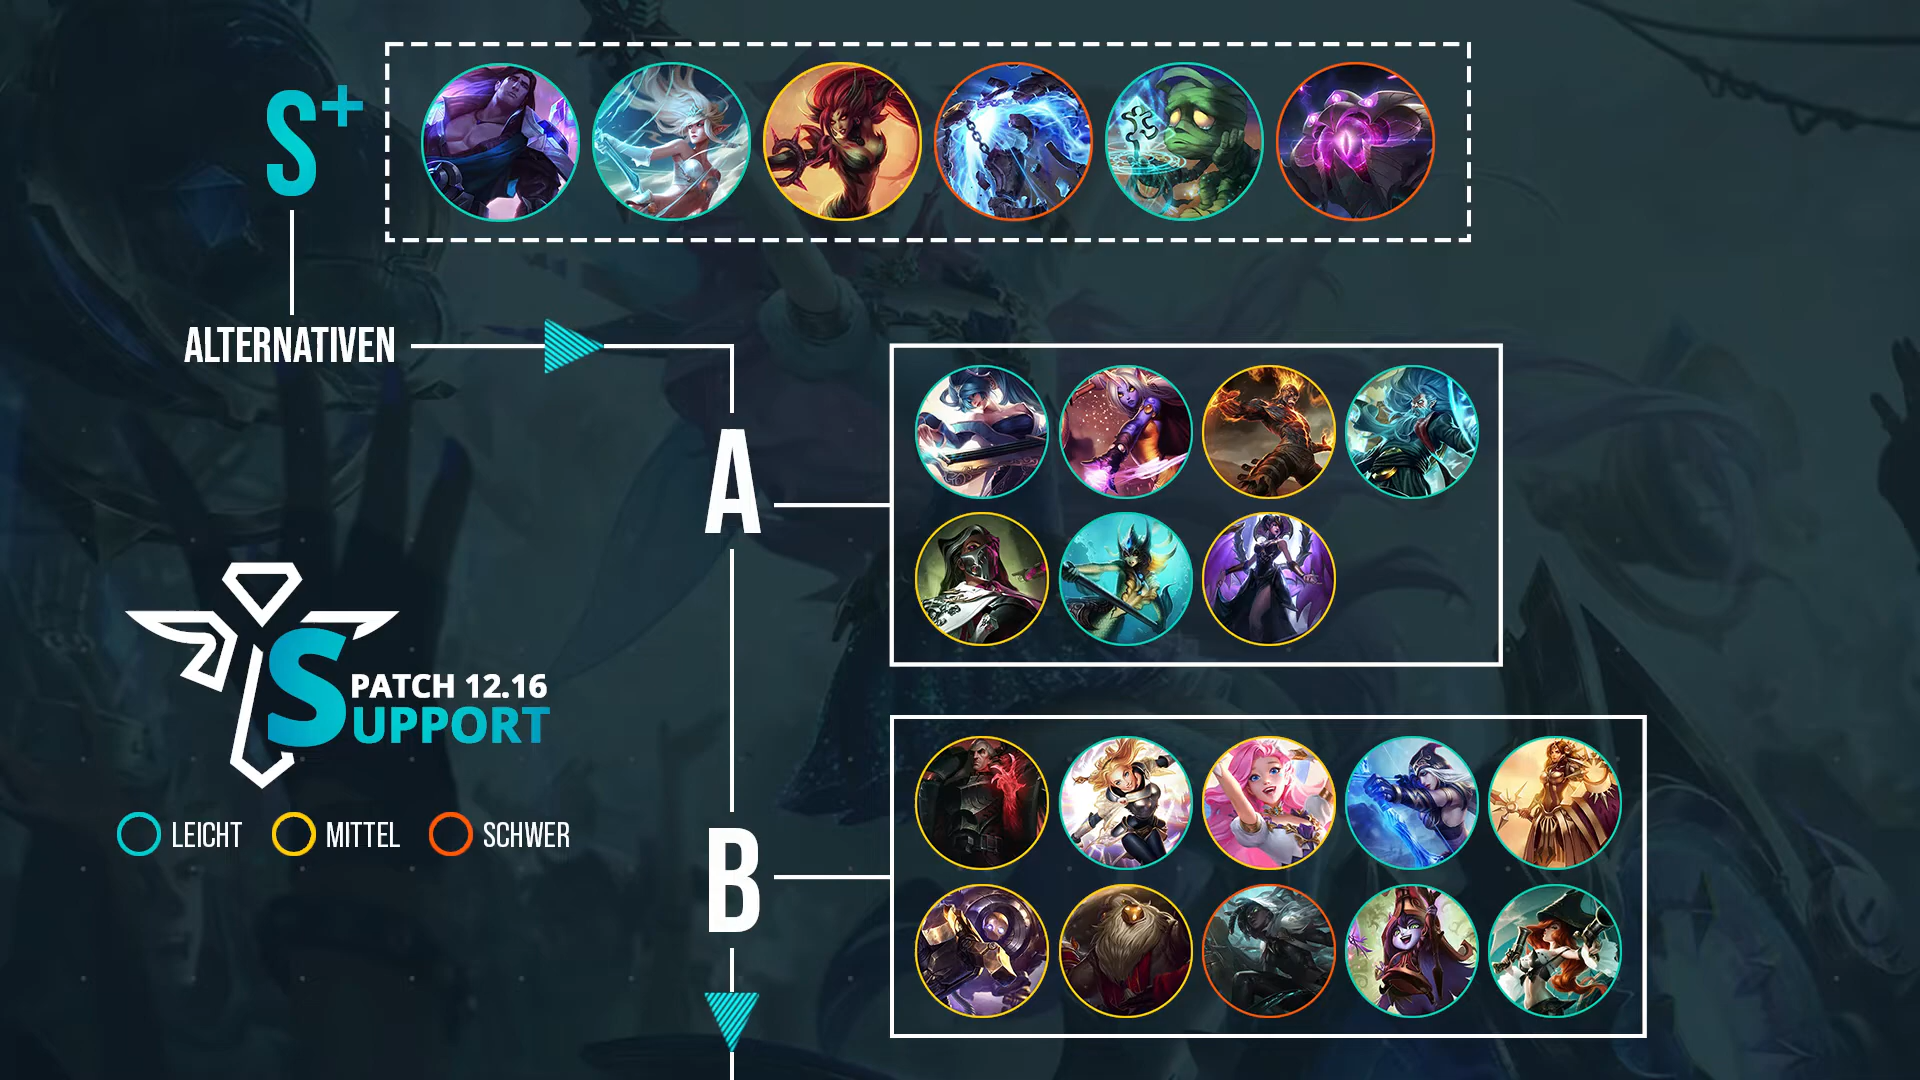 S+
ALTERNATIVEN
A
PATCH 12.16
SUPPORT
LEICHT
MITTEL
SCHWER
B